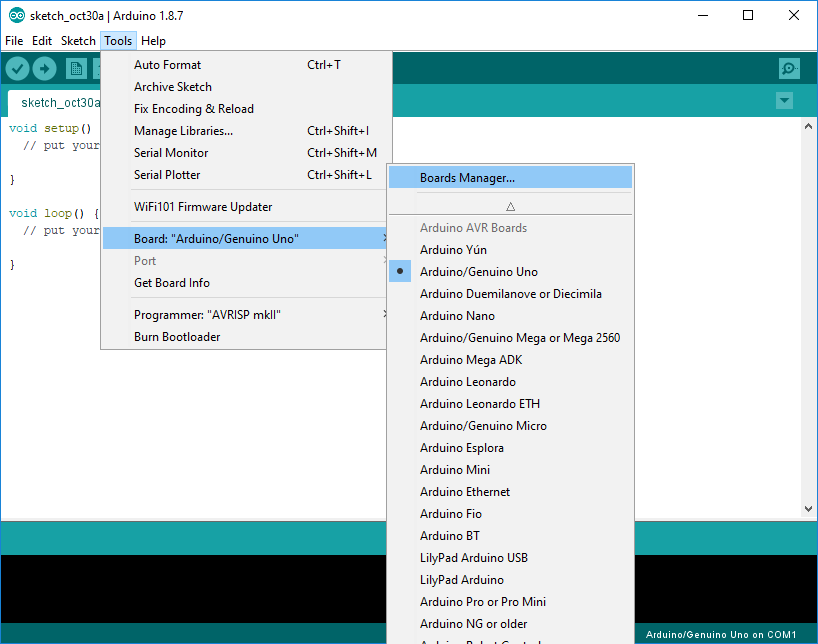 sketch_oct30a | Arduino 1.8.7
File Edit Sketch Tools Help
sketch_oct30a
void setup()
// put your
}
void loop() {
// put your
}
Auto Format Ctrl+T
Archive Sketch
Fix Encoding & Reload
Manage Libraries... Ctrl+Shift+I
Serial Monitor Ctrl+Shift+M
Serial Plotter Ctrl+Shift+L
WiFi101 Firmware Updater
Board: "Arduino/Genuino Uno"
Port
Get Board Info
Programmer: "AVRISP mkII"
Burn Bootloader
Boards Manager...
Arduino AVR Boards
Arduino Yún
Arduino/Genuino Uno
Arduino Duemilanove or Diecimila
Arduino Nano
Arduino/Genuino Mega or Mega 2560
Arduino Mega ADK
Arduino Leonardo
Arduino Leonardo ETH
Arduino/Genuino Micro
Arduino Esplora
Arduino Mini
Arduino Ethernet
Arduino Fio
Arduino BT
LilyPad Arduino USB
LilyPad Arduino
Arduino Pro or Pro Mini
Arduino NG or older
Arduino/Genuino Uno on COM1